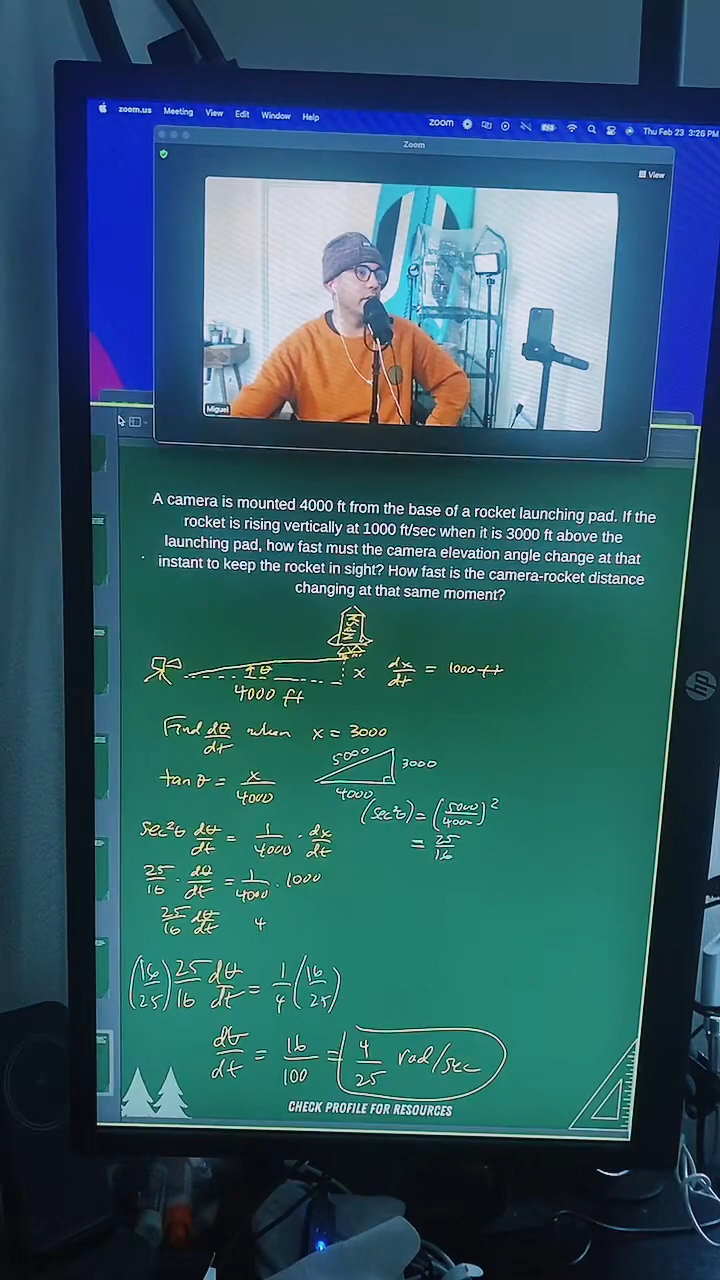 zoom.us Meeting View Edit Window Help zoom Thu Feb 23 3:26 PM
Zoom
View
Miguel
A camera is mounted 4000 ft from the base of a rocket launching pad. If the
rocket is rising vertically at 1000 ft/sec when it is 3000 ft above the
launching pad, how fast must the camera elevation angle change at that
instant to keep the rocket in sight? How fast is the camera-rocket distance
changing at that same moment?
θ x dx/dt = 1000 ft
4000 ft
Find dθ/dt when x = 3000
5000 3000
tan θ = x/4000 4000
(sec²θ) = (5000/4000)²
sec²θ dθ/dt = 1/4000 · dx/dt = 25/16
25/16 · dθ/dt = 1/4000 · 1000
25/16 dθ/dt 4
(16/25) 25/16 dθ/dt = 1/4 (16/25)
dθ/dt = 16/100 = 4/25 rad/sec
CHECK PROFILE FOR RESOURCES
hp